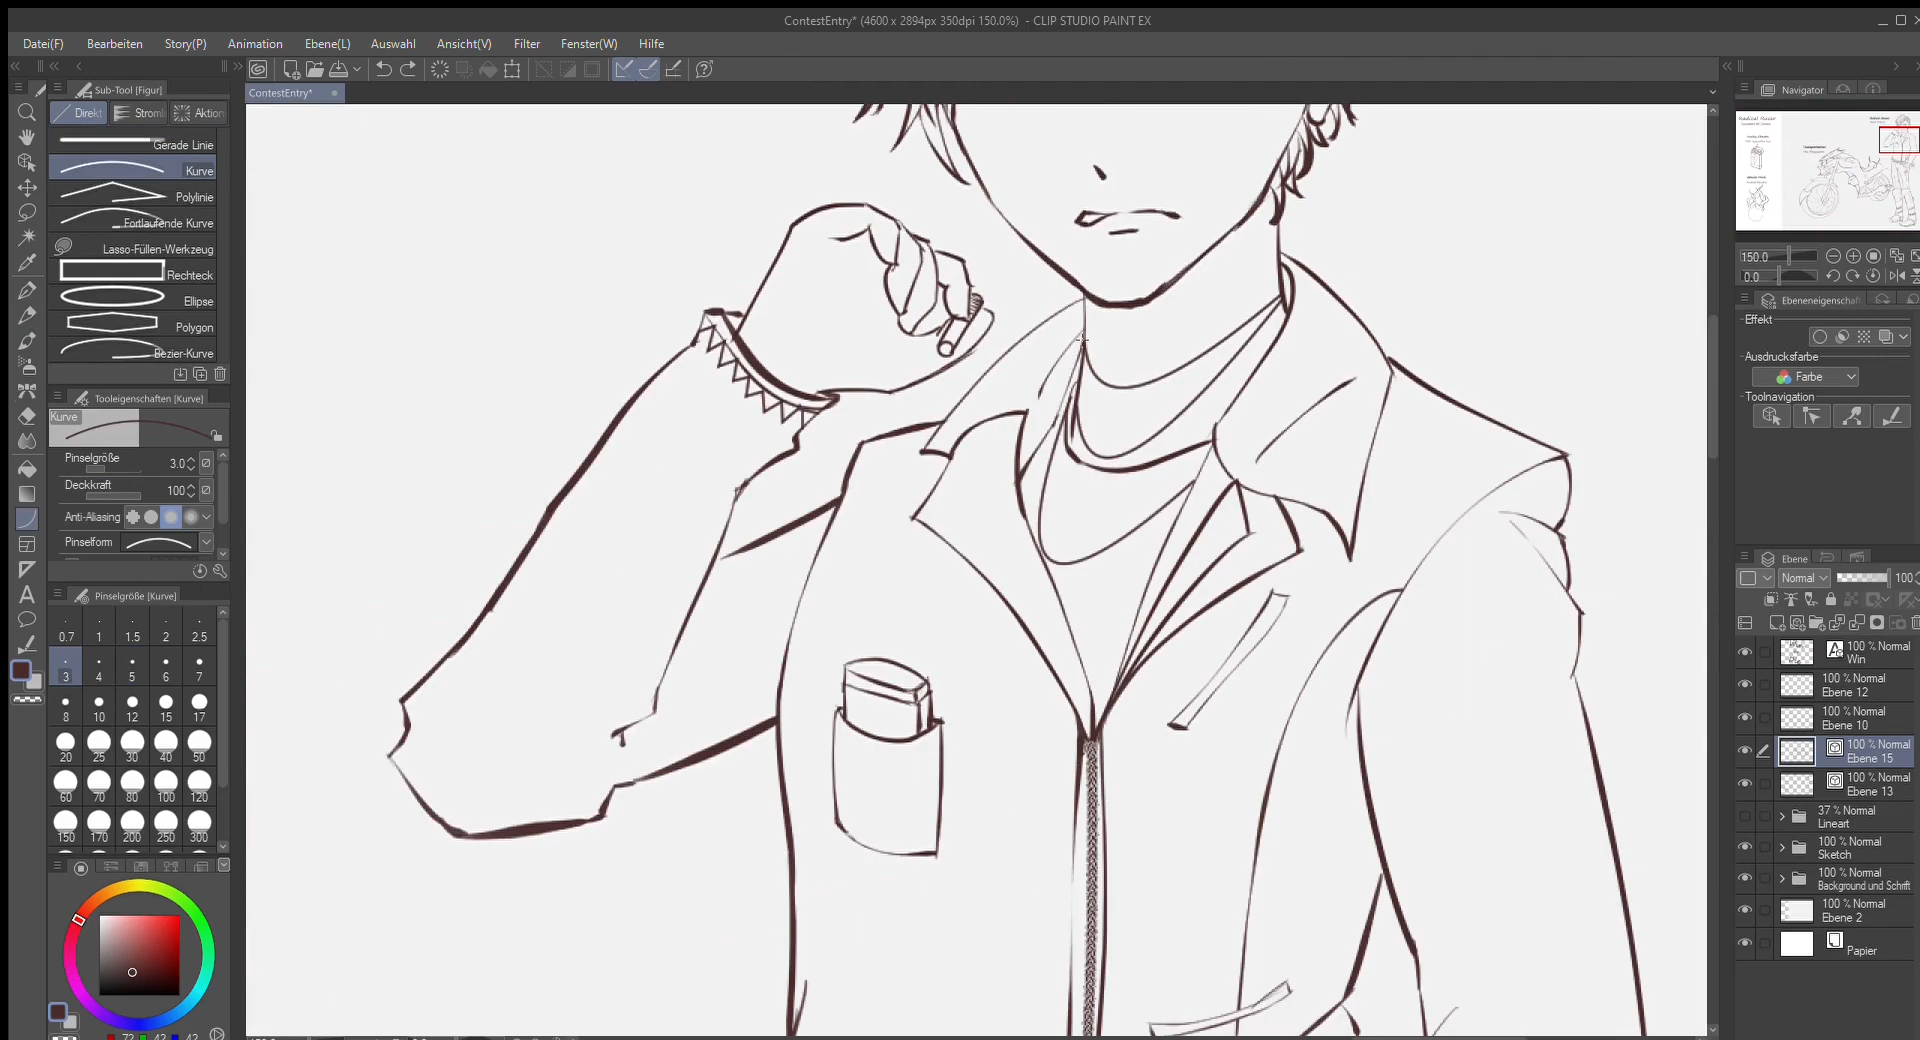 ContestEntry* (4600 x 2894px 350dpi 150.0%)  - CLIP STUDIO PAINT EX
Datei(F) Bearbeiten Story(P) Animation Ebene(L) Auswahl Ansicht(V) Filter Fenster(W) Hilfe
Sub-Tool [Figur]
Direkt Stromli Aktion
Gerade Linie
Kurve
Polylinie
Fortlaufende Kurve
Lasso-Füllen-Werkzeug
Rechteck
Ellipse
Polygon
Bezier-Kurve
Tooleigenschaften [Kurve]
Kurve
Pinselgröße 3.0
Deckkraft 100
Anti-Aliasing
Pinselform
Pinselgröße [Kurve]
0.7 1 1.5 2 2.5
3 4 5 6 7
8 10 12 15 17
20 25 30 40 50
60 70 80 100 120
150 170 200 250 300
72 42 42
ContestEntry*
Navigator
150.0
0.0
Ebeneneigenschaf
Effekt
Ausdrucksfarbe
Farbe
Toolnavigation
Ebene
Normal 100
100 % Normal
Win
100 % Normal
Ebene 12
100 % Normal
Ebene 10
100 % Normal
Ebene 15
100 % Normal
Ebene 13
37 % Normal
Lineart
100 % Normal
Sketch
100 % Normal
Background und Schrift
100 % Normal
Ebene 2
Papier